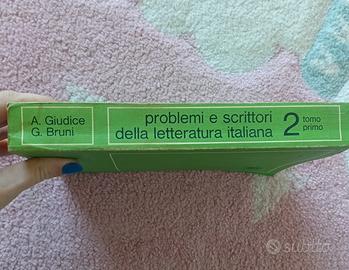 A. Giudice
G. Bruni
problemi e scrittori
della letteratura italiana
2
tomo
primo
subito